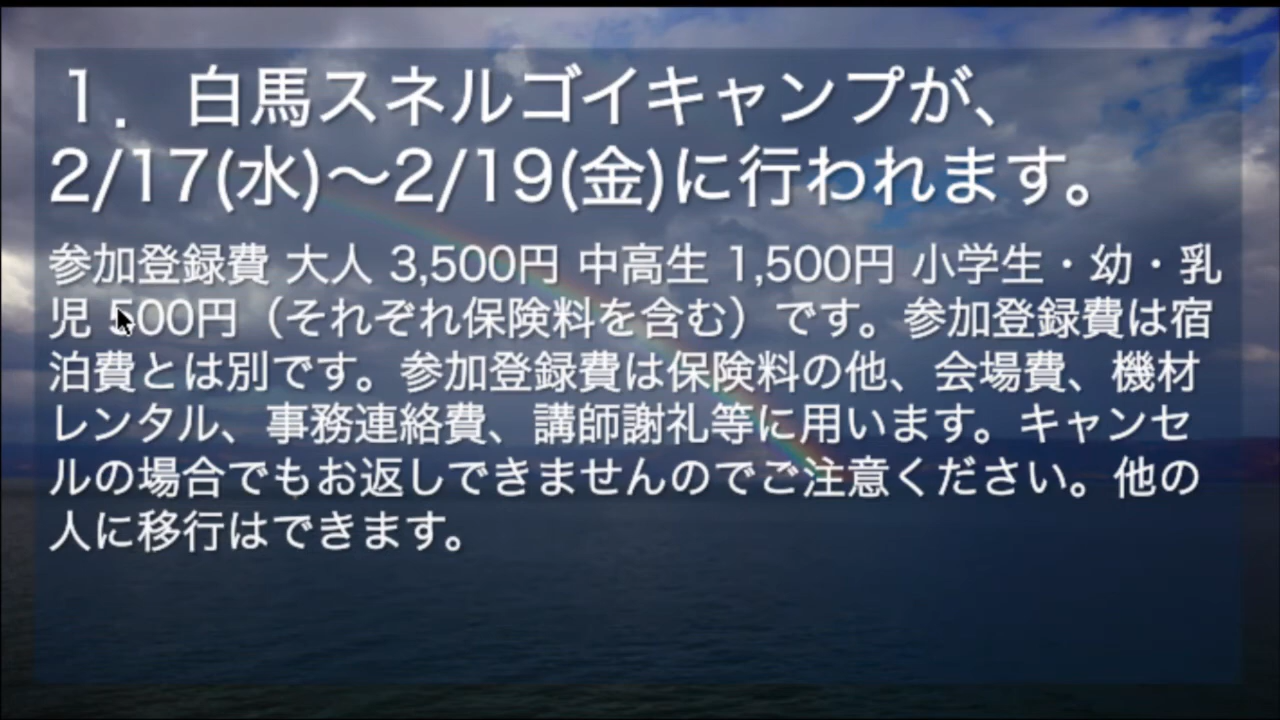 １． 白馬スネルゴイキャンプが、
2/17(水)〜2/19(金)に行われます。
参加登録費 大人 3,500円 中高生 1,500円 小学生・幼・乳
児 500円（それぞれ保険料を含む）です。参加登録費は宿
泊費とは別です。参加登録費は保険料の他、会場費、機材
レンタル、事務連絡費、講師謝礼等に用います。キャンセ
ルの場合でもお返しできませんのでご注意ください。他の
人に移行はできます。